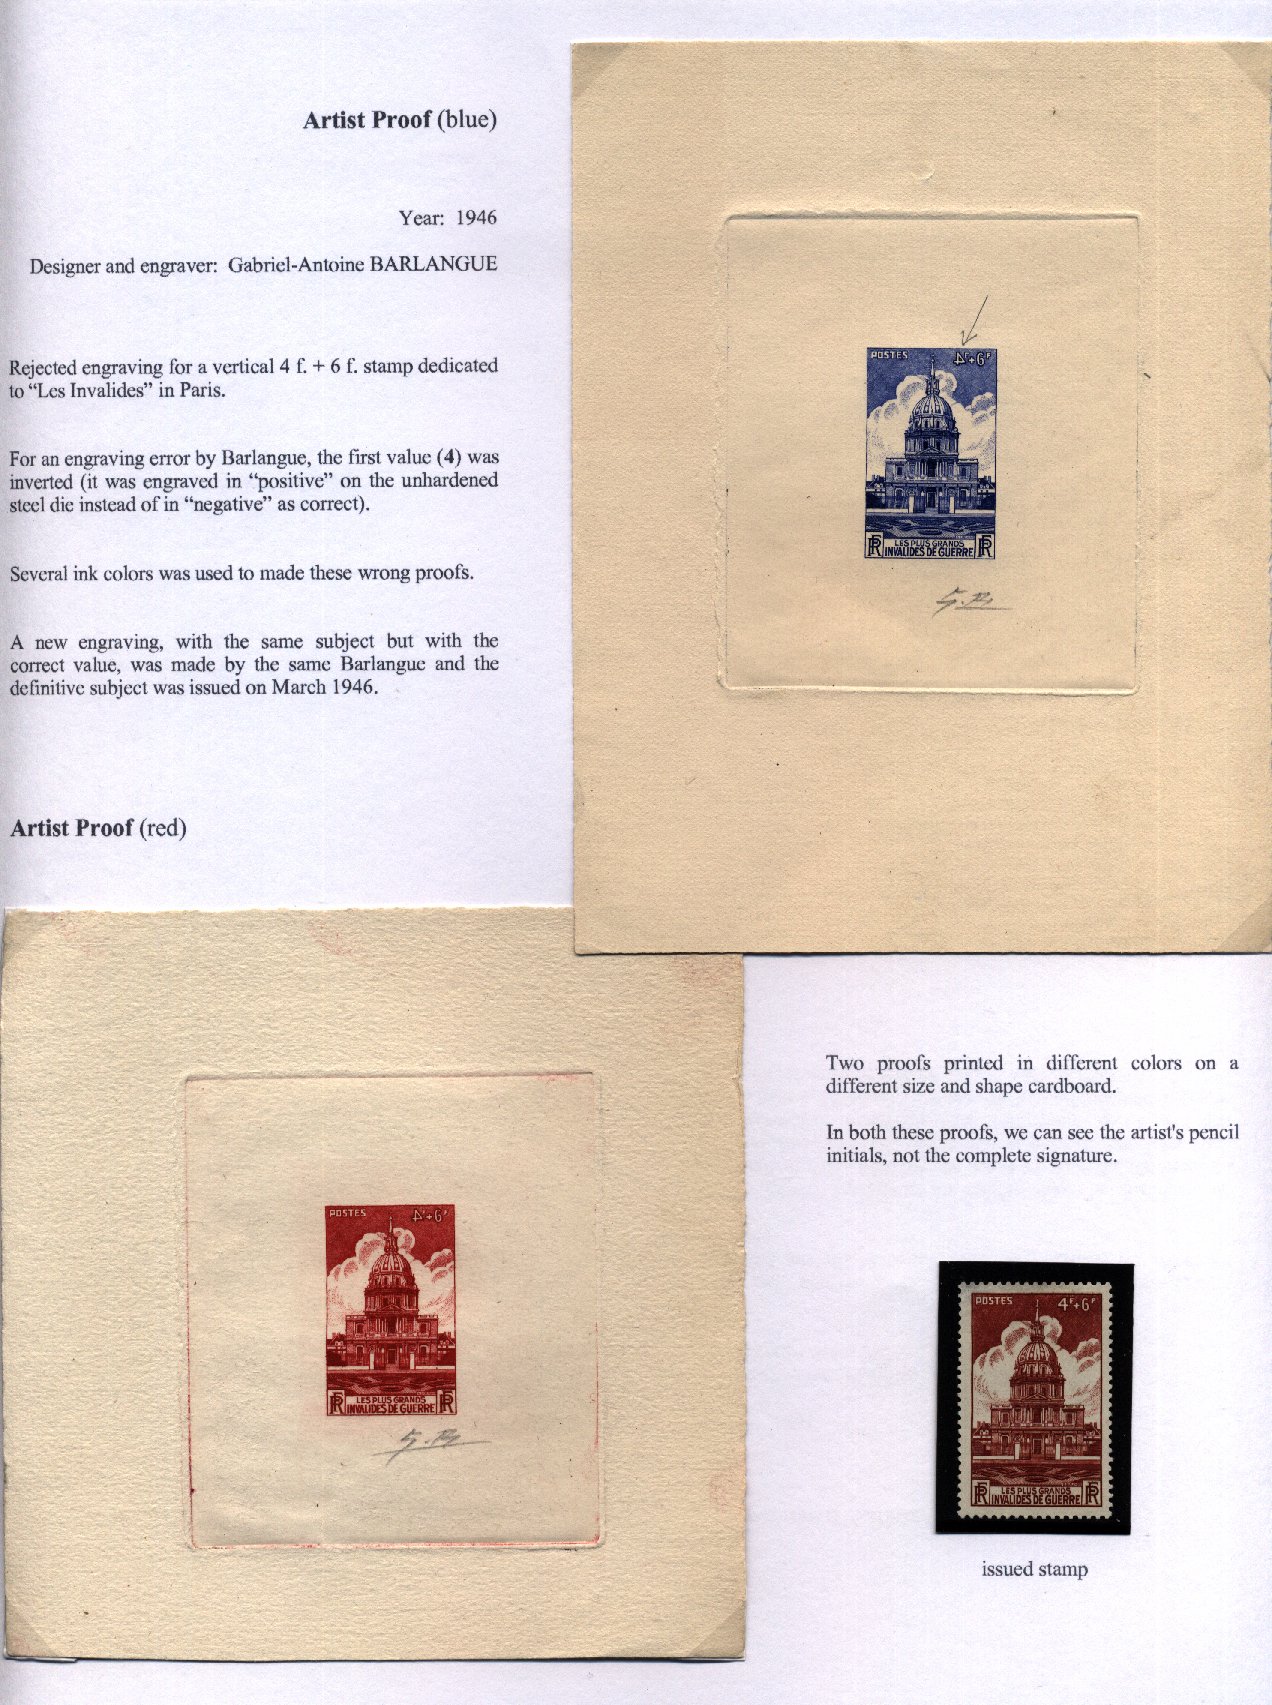 Artist Proof (blue)
Year: 1946
Designer and engraver: Gabriel-Antoine BARLANGUE
Rejected engraving for a vertical 4 f. + 6 f. stamp dedicated
to “Les Invalides” in Paris.
For an engraving error by Barlangue, the first value (4) was
inverted (it was engraved in “positive” on the unhardened
steel die instead of in “negative” as correct).
Several ink colors was used to made these wrong proofs.
A new engraving, with the same subject but with the
correct value, was made by the same Barlangue and the
definitive subject was issued on March 1946.
POSTES 4F+6F
RF LES PLUS GRANDS RF
INVALIDES DE GUERRE
Artist Proof (red)
POSTES 4F+6F
RF LES PLUS GRANDS RF
INVALIDES DE GUERRE
Two proofs printed in different colors on a
different size and shape cardboard.
In both these proofs, we can see the artist's pencil
initials, not the complete signature.
POSTES 4F+6F
RF LES PLUS GRANDS RF
INVALIDES DE GUERRE
issued stamp